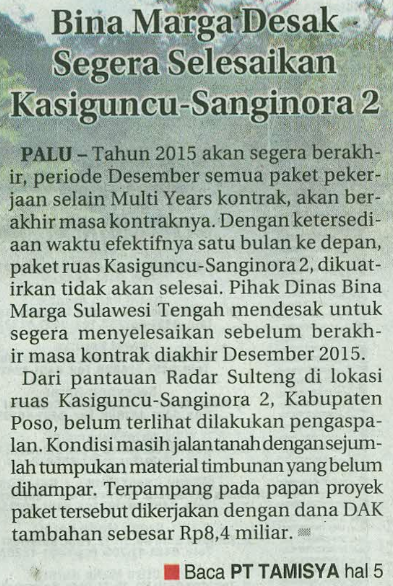 Bina Marga Desak
Segera Selesaikan
Kasiguncu-Sanginora 2
PALU – Tahun 2015 akan segera berakh-
ir, periode Desember semua paket peker-
jaan selain Multi Years kontrak, akan ber-
akhir masa kontraknya. Dengan ketersedi-
aan waktu efektifnya satu bulan ke depan,
paket ruas Kasiguncu-Sanginora 2, dikuat-
irkan tidak akan selesai. Pihak Dinas Bina
Marga Sulawesi Tengah mendesak untuk
segera menyelesaikan sebelum berakh-
ir masa kontrak diakhir Desember 2015.
Dari pantauan Radar Sulteng di lokasi
ruas Kasiguncu-Sanginora 2, Kabupaten
Poso, belum terlihat dilakukan pengaspa-
lan. Kondisi masih jalan tanah dengan sejum-
lah tumpukan material timbunan yang belum
dihampar. Terpampang pada papan proyek
paket tersebut dikerjakan dengan dana DAK
tambahan sebesar Rp8,4 miliar.
Baca PT TAMISYA hal 5